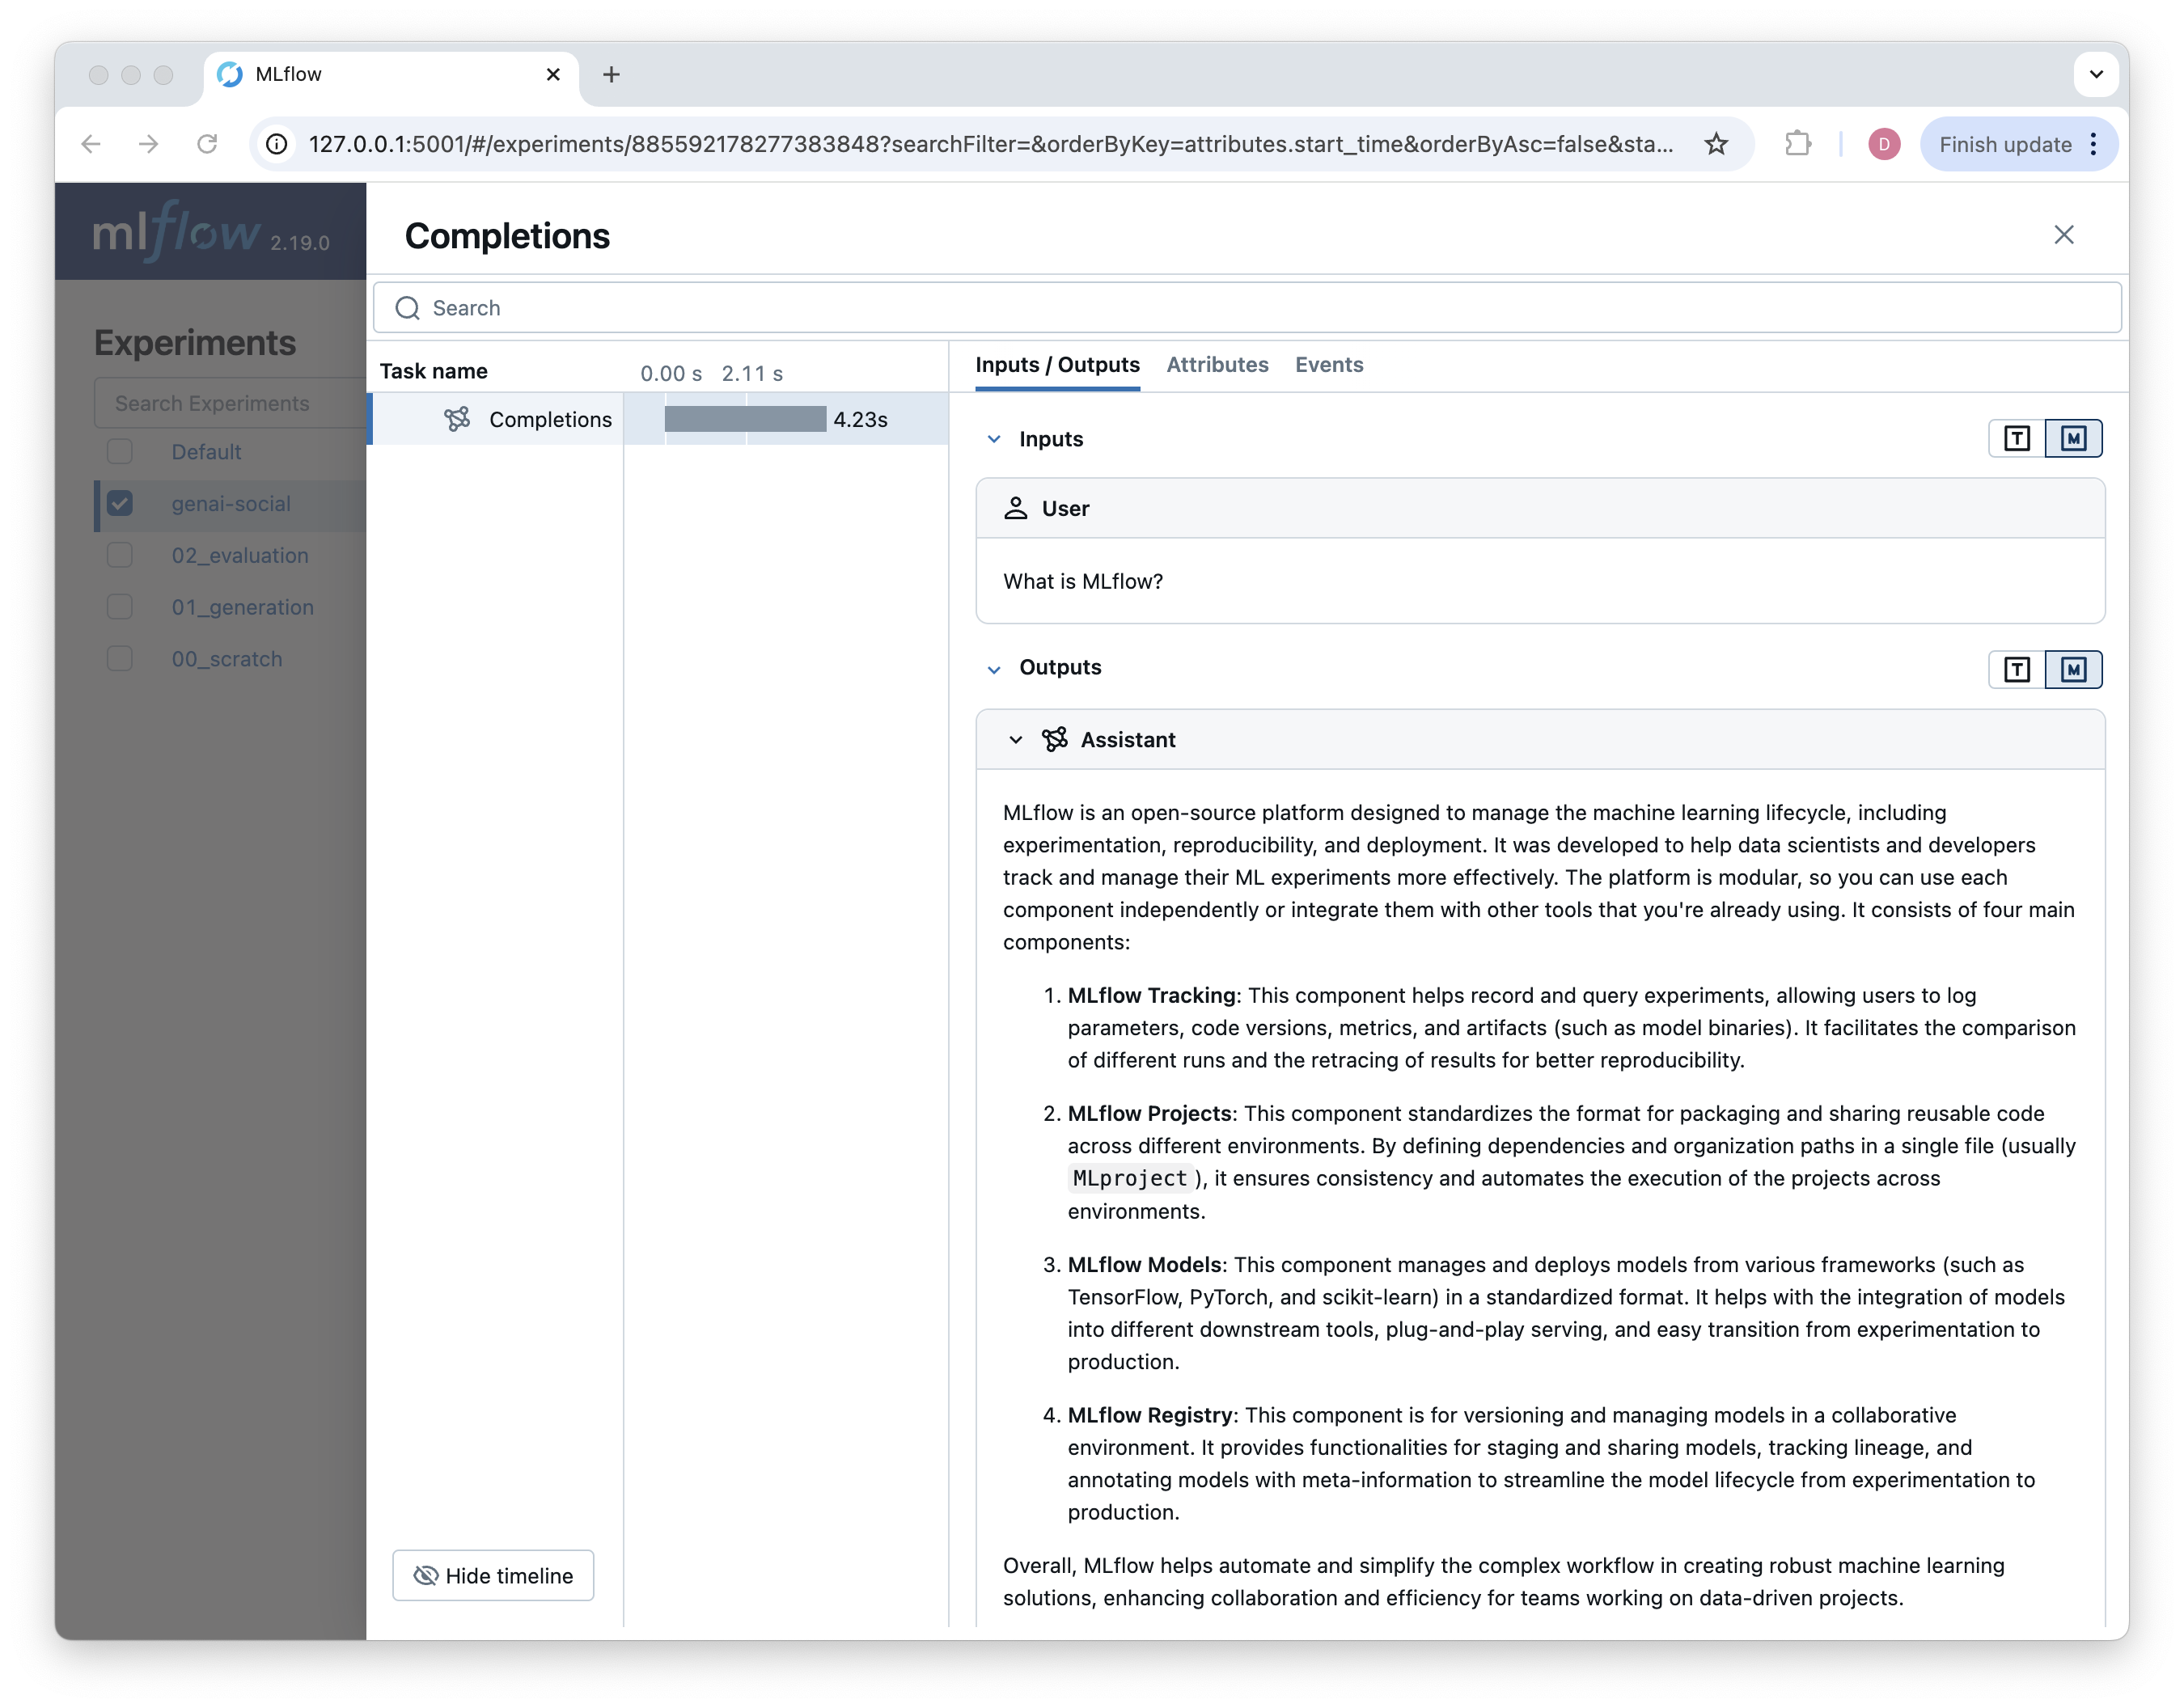 MLflow
127.0.0.1:5001/#/experiments/885592178277383848?searchFilter=&orderByKey=attributes.start_time&orderByAsc=false&sta...
D
Finish update
mlflow 2.19.0
Experiments
Search Experiments
Default
genai-social
02_evaluation
01_generation
00_scratch
Completions
Search
Task name
0.00 s 2.11 s
Completions
4.23s
Hide timeline
Inputs / Outputs Attributes Events
Inputs
T M
User
What is MLflow?
Outputs
T M
Assistant
MLflow is an open-source platform designed to manage the machine learning lifecycle, including
experimentation, reproducibility, and deployment. It was developed to help data scientists and developers
track and manage their ML experiments more effectively. The platform is modular, so you can use each
component independently or integrate them with other tools that you're already using. It consists of four main
components:
1. MLflow Tracking: This component helps record and query experiments, allowing users to log
parameters, code versions, metrics, and artifacts (such as model binaries). It facilitates the comparison
of different runs and the retracing of results for better reproducibility.
2. MLflow Projects: This component standardizes the format for packaging and sharing reusable code
across different environments. By defining dependencies and organization paths in a single file (usually
MLproject), it ensures consistency and automates the execution of the projects across
environments.
3. MLflow Models: This component manages and deploys models from various frameworks (such as
TensorFlow, PyTorch, and scikit-learn) in a standardized format. It helps with the integration of models
into different downstream tools, plug-and-play serving, and easy transition from experimentation to
production.
4. MLflow Registry: This component is for versioning and managing models in a collaborative
environment. It provides functionalities for staging and sharing models, tracking lineage, and
annotating models with meta-information to streamline the model lifecycle from experimentation to
production.
Overall, MLflow helps automate and simplify the complex workflow in creating robust machine learning
solutions, enhancing collaboration and efficiency for teams working on data-driven projects.